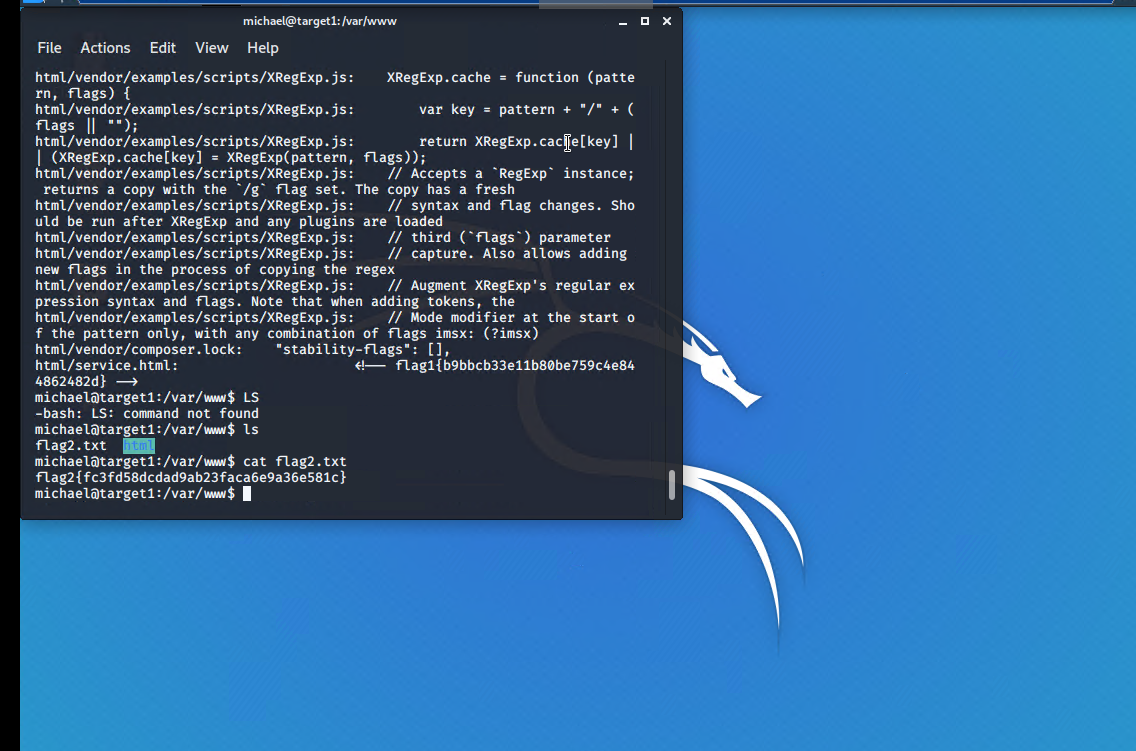 michael@target1:/var/www
File Actions Edit View Help
html/vendor/examples/scripts/XRegExp.js:    XRegExp.cache = function (patte
rn, flags) {
html/vendor/examples/scripts/XRegExp.js:        var key = pattern + "/" + (
flags || "");
html/vendor/examples/scripts/XRegExp.js:        return XRegExp.cache[key] |
| (XRegExp.cache[key] = XRegExp(pattern, flags));
html/vendor/examples/scripts/XRegExp.js:    // Accepts a `RegExp` instance;
 returns a copy with the `/g` flag set. The copy has a fresh
html/vendor/examples/scripts/XRegExp.js:    // syntax and flag changes. Sho
uld be run after XRegExp and any plugins are loaded
html/vendor/examples/scripts/XRegExp.js:    // third (`flags`) parameter
html/vendor/examples/scripts/XRegExp.js:    // capture. Also allows adding
new flags in the process of copying the regex
html/vendor/examples/scripts/XRegExp.js:    // Augment XRegExp's regular ex
pression syntax and flags. Note that when adding tokens, the
html/vendor/examples/scripts/XRegExp.js:    // Mode modifier at the start o
f the pattern only, with any combination of flags imsx: (?imsx)
html/vendor/composer.lock:    "stability-flags": [],
html/service.html:                      <!-- flag1{b9bbcb33e11b80be759c4e84
4862482d} -->
michael@target1:/var/www$ LS
-bash: LS: command not found
michael@target1:/var/www$ ls
flag2.txt  html
michael@target1:/var/www$ cat flag2.txt
flag2{fc3fd58dcdad9ab23faca6e9a36e581c}
michael@target1:/var/www$